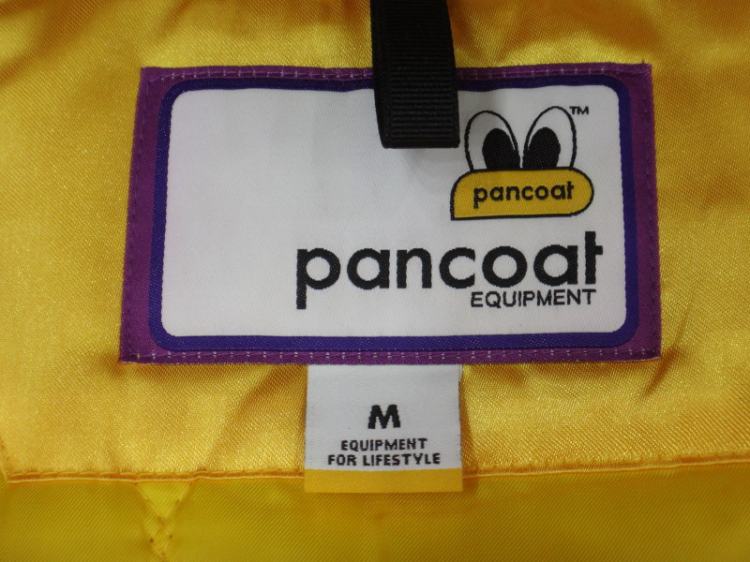 TM
pancoat
pancoat
EQUIPMENT
M
EQUIPMENT
FOR LIFESTYLE